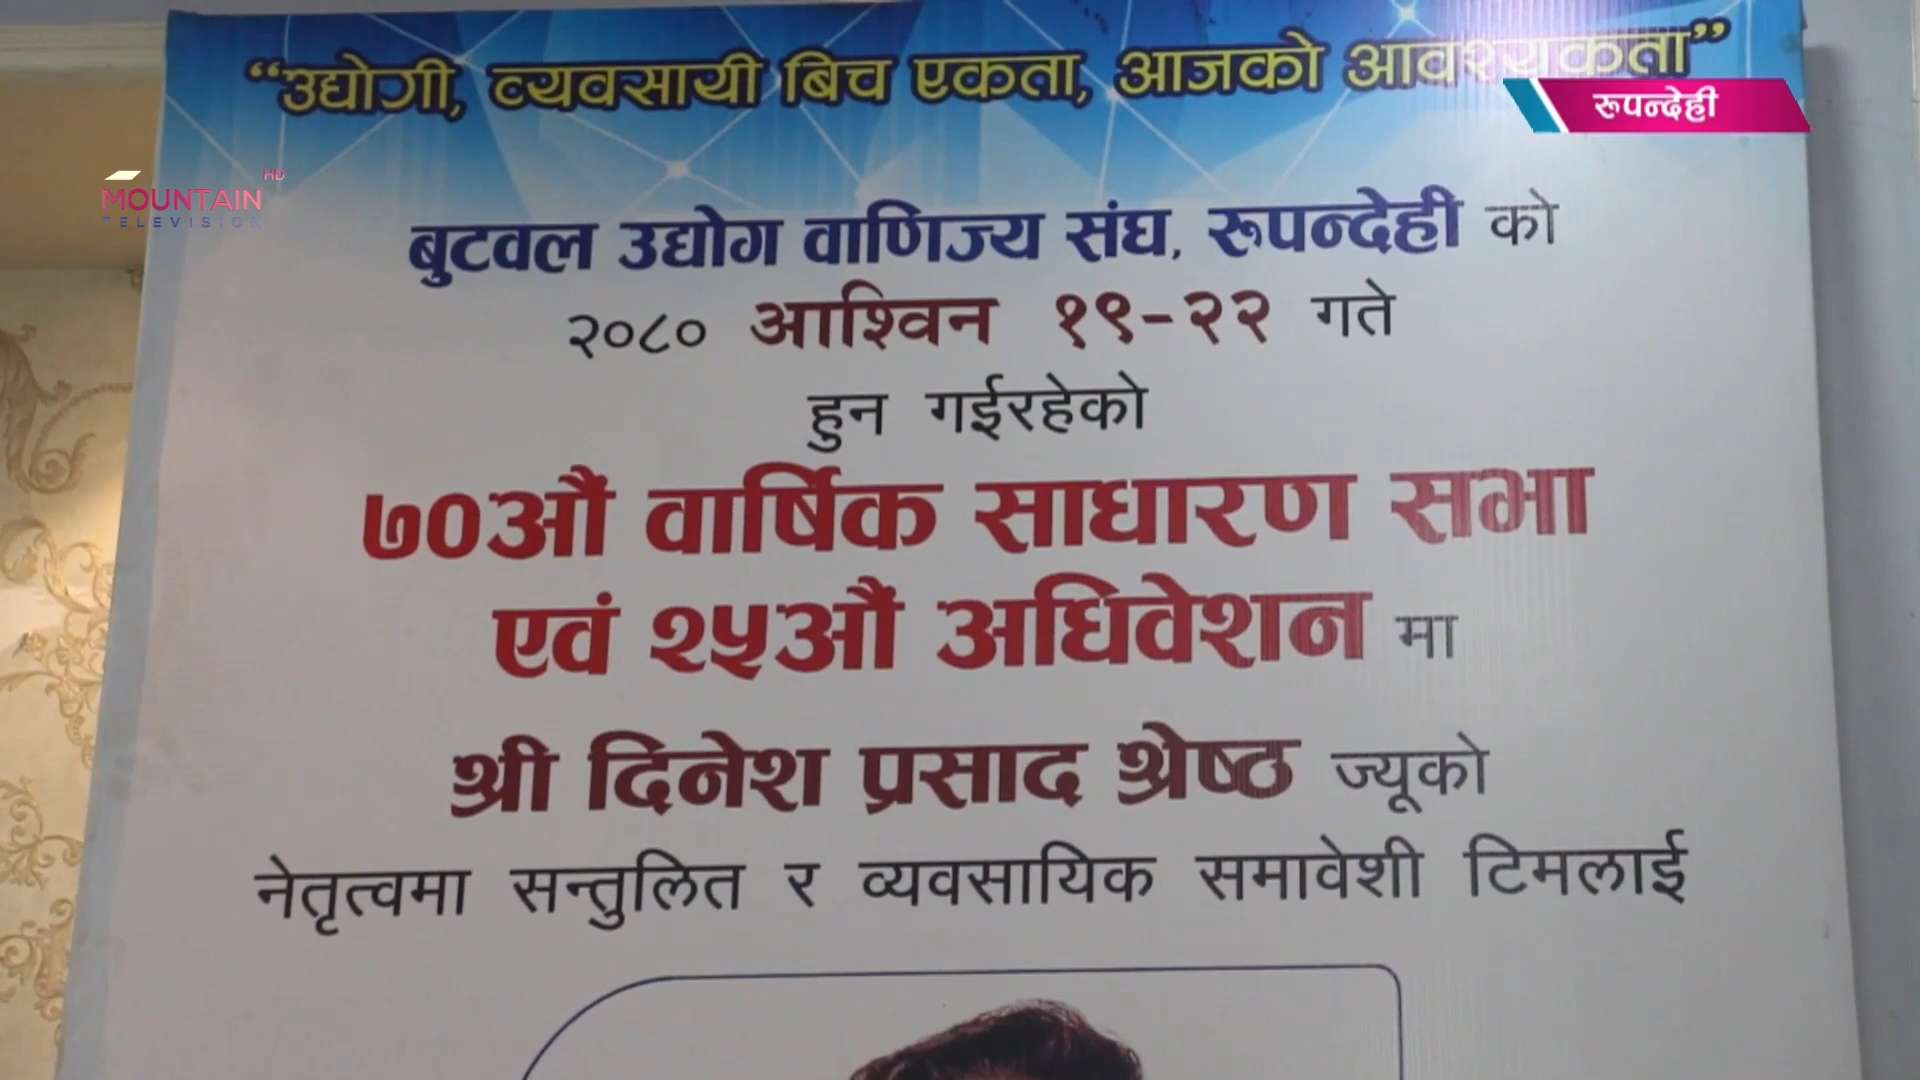 “उद्योगी, व्यवसायी बिच एकता, आजको आवश्यकता”
रूपन्देही
HD
MOUNTAIN
TELEVISION
बुटवल उद्योग वाणिज्य संघ, रूपन्देही को
२०८० आश्विन १९-२२ गते
हुन गईरहेको
७०औं वार्षिक साधारण सभा
एवं २५औं अधिवेशन मा
श्री दिनेश प्रसाद श्रेष्ठ ज्यूको
नेतृत्वमा सन्तुलित र व्यवसायिक समावेशी टिमलाई